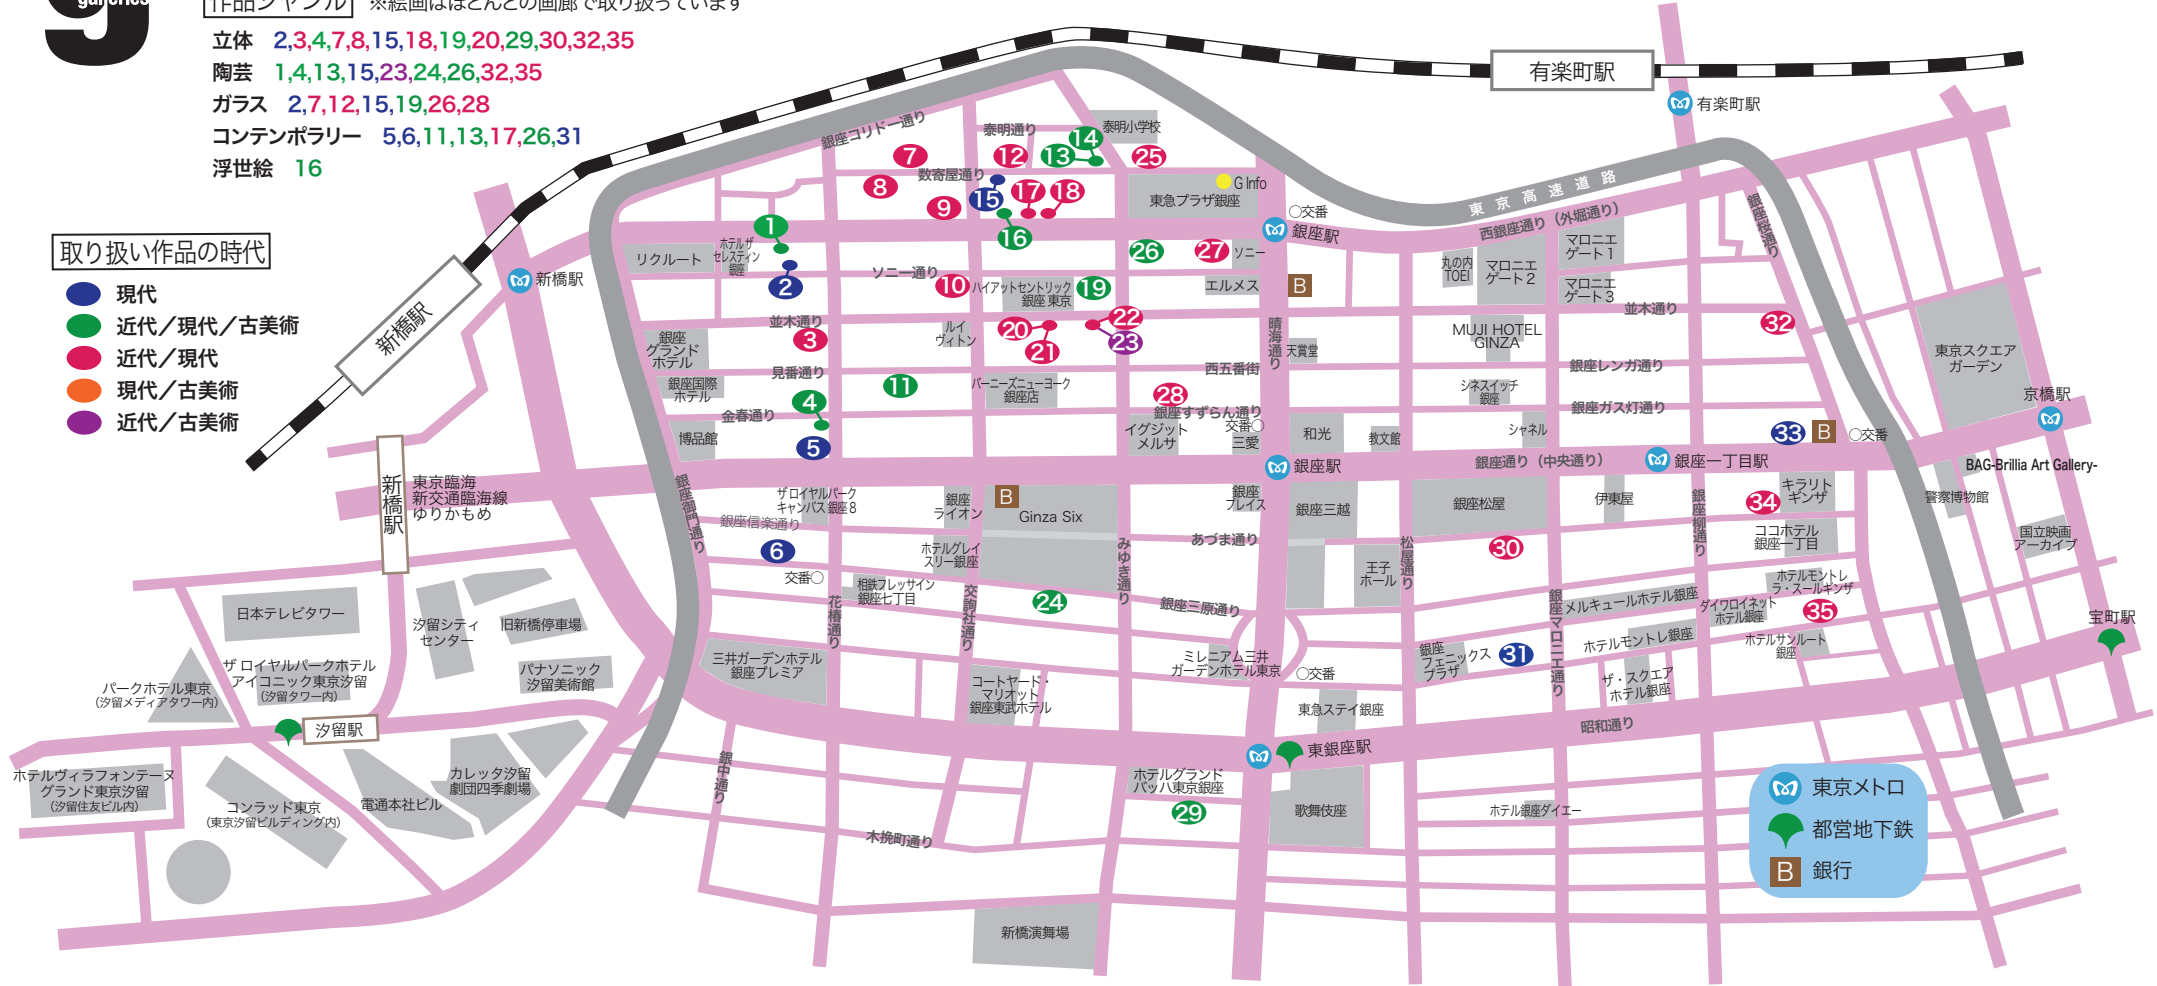 galleries
作品ジャンル ※絵画はほとんどの画廊で取り扱っています
立体 2,3,4,7,8,15,18,19,20,29,30,32,35
陶芸 1,4,13,15,23,24,26,32,35
ガラス 2,7,12,15,19,26,28
コンテンポラリー 5,6,11,13,17,26,31
浮世絵 16
取り扱い作品の時代
現代
近代／現代／古美術
近代／現代
現代／古美術
近代／古美術
有楽町駅
有楽町駅
新橋駅
新橋駅
新橋駅
東京臨海
新交通臨海線
ゆりかもめ
銀座コリドー通り
泰明通り
泰明小学校
14
13
7
12
25
数寄屋通り
8
15
17
18
9
G Info
東急プラザ銀座
東京高速道路
西銀座通り（外堀通り）
銀座桜通り
1
16
○交番
銀座駅
リクルート
ホテル ザ
セレスティン
銀座
26
27
ソニー
丸の内
TOEI
マロニエ
ゲート2
マロニエ
ゲート1
マロニエ
ゲート3
ソニー通り
2
10
ハイアットセントリック
銀座 東京
19
エルメス
B
並木通り
並木通り
銀座
グランド
ホテル
3
ルイ
ヴィトン
20
21
22
23
晴海通り
天賞堂
MUJI HOTEL
GINZA
32
東京スクエア
ガーデン
見番通り
西五番街
銀座レンガ通り
銀座国際
ホテル
4
11
バーニーズニューヨーク
銀座店
28
シネスイッチ
銀座
京橋駅
金春通り
銀座すずらん通り
銀座ガス灯通り
博品館
5
イグジット
メルサ
交番○
三愛
和光
教文館
シャネル
33
B
○交番
銀座駅
銀座通り（中央通り）
銀座一丁目駅
BAG-Brillia Art Gallery-
警察博物館
銀座御門通り
ザ ロイヤルパーク
キャンバス 銀座8
銀座
ライオン
B
Ginza Six
銀座
プレイス
銀座三越
銀座松屋
伊東屋
銀座柳通り
34
キラリト
ギンザ
銀座信楽通り
6
ホテルグレイ
スリー銀座
みゆき通り
あづま通り
王子
ホール
松屋通り
30
ココホテル
銀座一丁目
国立映画
アーカイブ
交番○
相鉄フレッサイン
銀座七丁目
花椿通り
交詢社通り
24
銀座三原通り
銀座マロニエ通り
メルキュールホテル銀座
ダイワロイネット
ホテル銀座
ホテルモントレ
ラ・スールギンザ
35
宝町駅
日本テレビタワー
汐留シティ
センター
旧新橋停車場
ザ ロイヤルパークホテル
アイコニック東京汐留
（汐留タワー内）
パナソニック
汐留美術館
パークホテル東京
（汐留メディアタワー内）
三井ガーデンホテル
銀座プレミア
コートヤード・
マリオット
銀座東武ホテル
ミレニアム三井
ガーデンホテル東京
○交番
銀座
フェニックス
プラザ
31
ホテルモントレ銀座
ザ・スクエア
ホテル銀座
ホテルサンルート
銀座
東急ステイ銀座
昭和通り
汐留駅
東銀座駅
ホテルヴィラフォンテーヌ
グランド東京汐留
（汐留住友ビル内）
コンラッド東京
（東京汐留ビルディング内）
電通本社ビル
カレッタ汐留
劇団四季劇場
銀中通り
木挽町通り
ホテルグランド
バッハ東京銀座
29
歌舞伎座
ホテル銀座ダイエー
新橋演舞場
東京メトロ
都営地下鉄
B 銀行